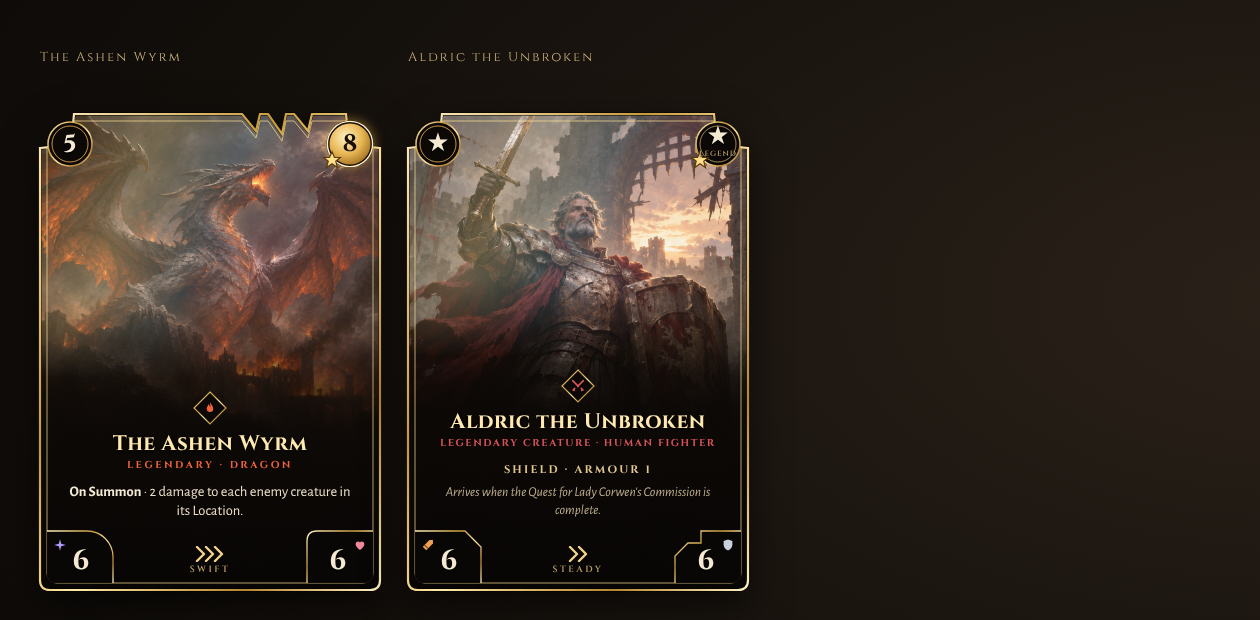 The Ashen Wyrm
Aldric the Unbroken
5
8
The Ashen Wyrm
LEGENDARY · DRAGON
On Summon · 2 damage to each enemy creature in
its Location.
6
SWIFT
6
LEGEND
Aldric the Unbroken
LEGENDARY CREATURE · HUMAN FIGHTER
SHIELD · ARMOUR 1
Arrives when the Quest for Lady Corwen's Commission is
complete.
6
STEADY
6